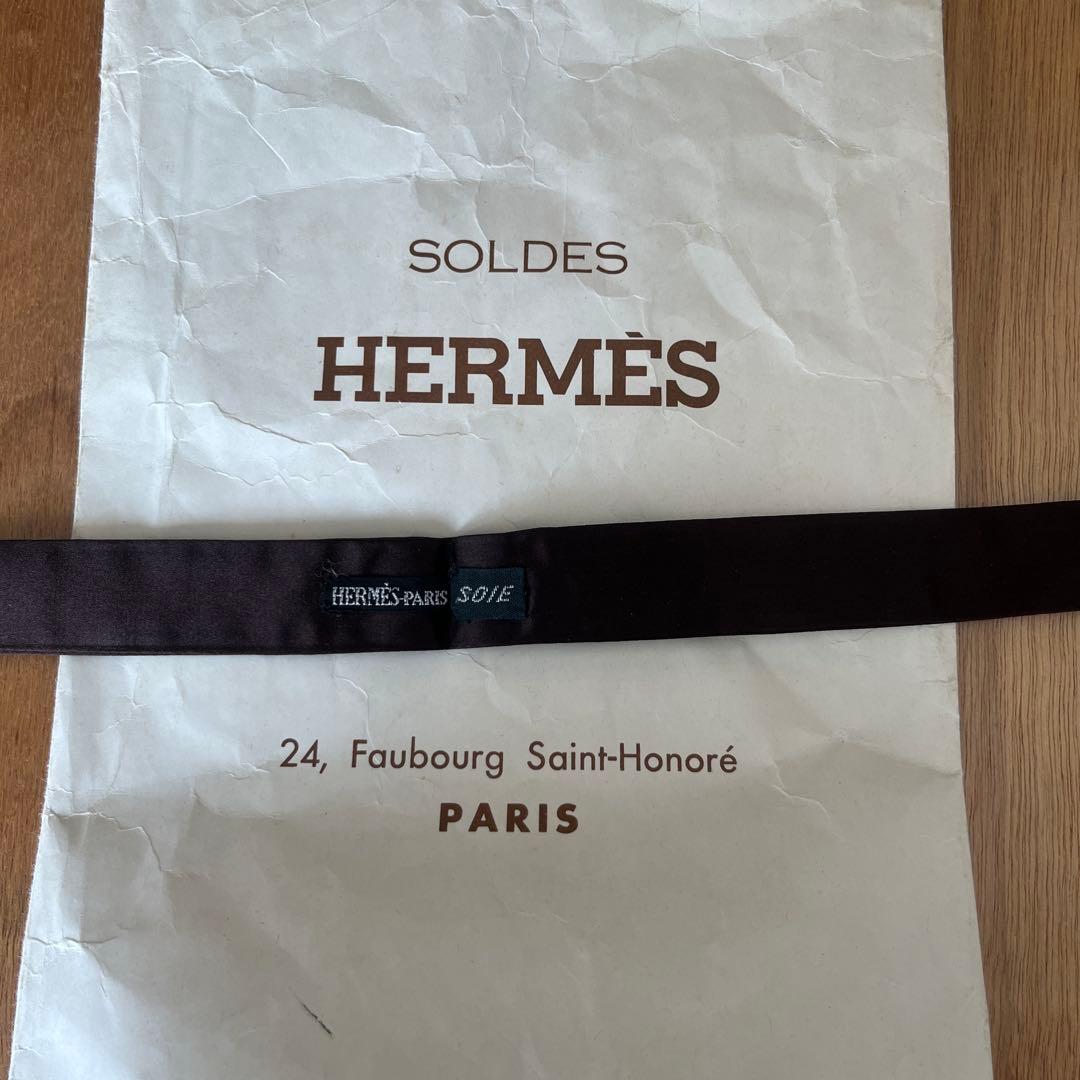 SOLDES
HERMÈS
HERMÈS-PARIS SOIE
24, Faubourg Saint-Honoré
PARIS